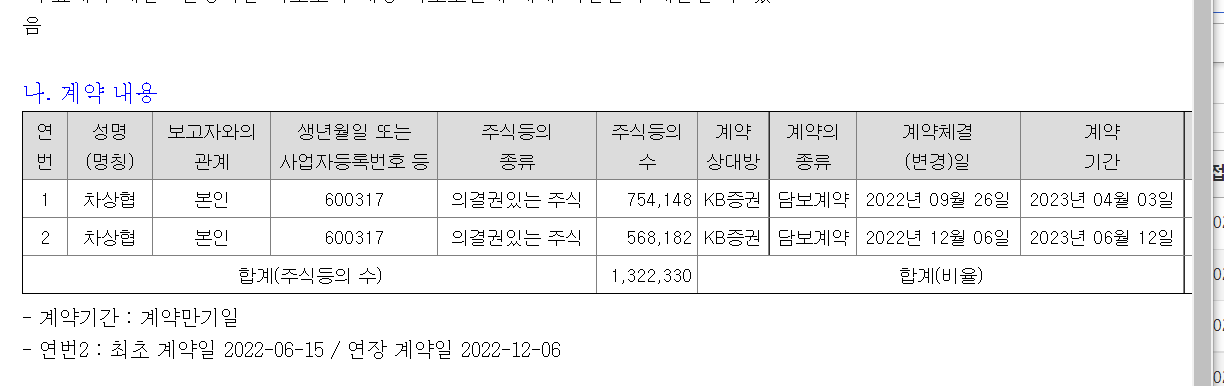 음
나. 계약 내용
연번 성명(명칭) 보고자와의 관계 생년월일 또는 사업자등록번호 등 주식등의 종류 주식등의 수 계약 상대방 계약의 종류 계약체결(변경)일 계약 기간
1 차상협 본인 600317 의결권있는 주식 754,148 KB증권 담보계약 2022년 09월 26일 2023년 04월 03일
2 차상협 본인 600317 의결권있는 주식 568,182 KB증권 담보계약 2022년 12월 06일 2023년 06월 12일
합계(주식등의 수) 1,322,330 합계(비율)
- 계약기간 : 계약만기일
- 연번2 : 최초 계약일 2022-06-15 / 연장 계약일 2022-12-06